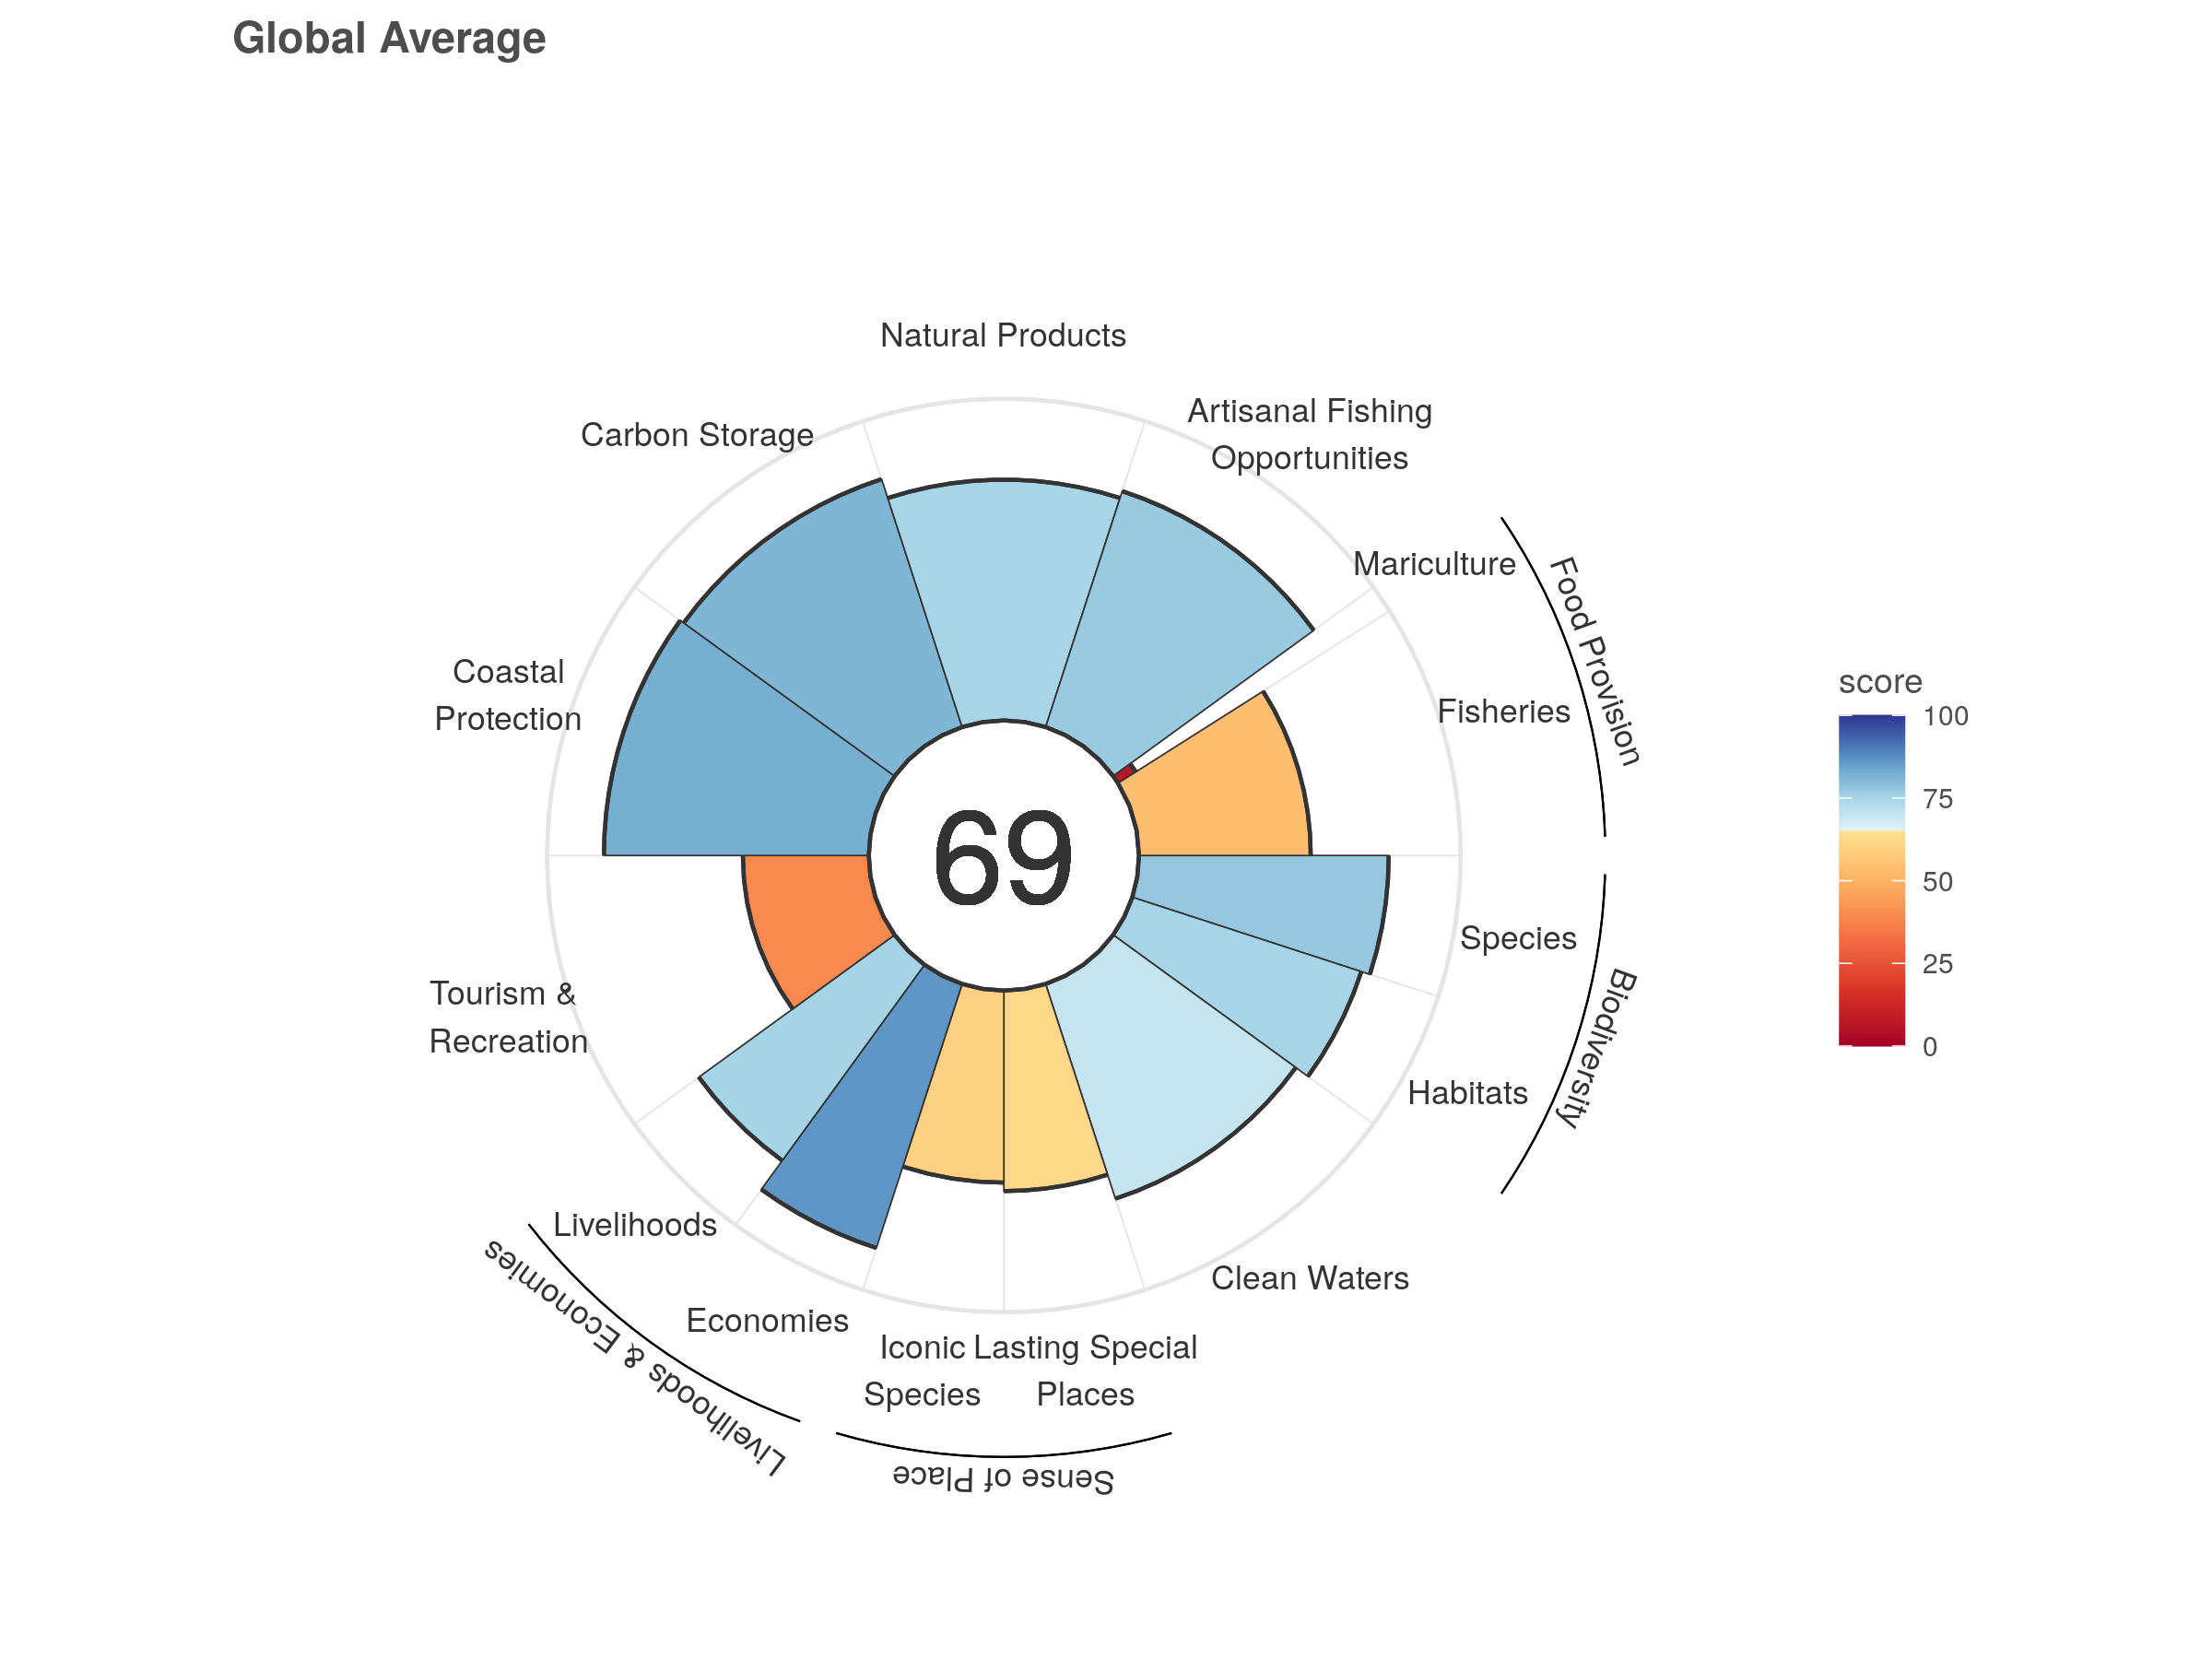 Global Average
Natural Products
Artisanal Fishing
Opportunities
Carbon Storage
Mariculture
Food Provision
Coastal
Protection
Fisheries
score
100
75
50
25
0
69
Species
Biodiversity
Tourism &
Recreation
Habitats
Livelihoods
Livelihoods & Economies
Clean Waters
Economies
Iconic
Species
Lasting Special
Places
Sense of Place